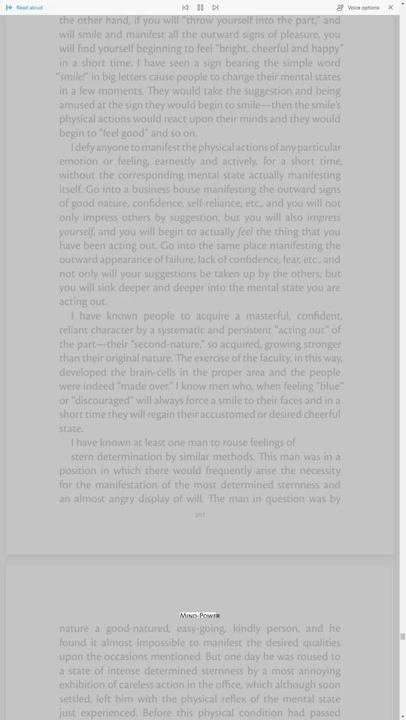 Read aloud
Voice options
the other hand, if you will "throw yourself into the part," and
will smile and manifest all the outward signs of pleasure, you
will find yourself beginning to feel "bright, cheerful and happy"
in a short time. I have seen a sign bearing the simple word
"smile!" in big letters cause people to change their mental states
in a few moments. They would take the suggestion and being
amused at the sign they would begin to smile—then the smile's
physical actions would react upon their minds and they would
begin to "feel good" and so on.
I defy anyone to manifest the physical actions of any particular
emotion or feeling, earnestly and actively, for a short time,
without the corresponding mental state actually manifesting
itself. Go into a business house manifesting the outward signs
of good nature, confidence, self-reliance, etc., and you will not
only impress others by suggestion, but you will also impress
yourself, and you will begin to actually feel the thing that you
have been acting out. Go into the same place manifesting the
outward appearance of failure, lack of confidence, fear, etc., and
not only will your suggestions be taken up by the others, but
you will sink deeper and deeper into the mental state you are
acting out.
I have known people to acquire a masterful, confident,
reliant character by a systematic and persistent "acting out" of
the part—their "second-nature," so acquired, growing stronger
than their original nature. The exercise of the faculty, in this way,
developed the brain-cells in the proper area and the people
were indeed "made over." I know men who, when feeling "blue"
or "discouraged" will always force a smile to their faces and in a
short time they will regain their accustomed or desired cheerful
state.
I have known at least one man to rouse feelings of
stern determination by similar methods. This man was in a
position in which there would frequently arise the necessity
for the manifestation of the most determined sternness and
an almost angry display of will. The man in question was by
Mind-Power
nature a good-natured, easy-going, kindly person, and he
found it almost impossible to manifest the desired qualities
upon the occasions mentioned. But one day he was roused to
a state of intense determined sternness by a most annoying
exhibition of careless action in the office, which although soon
settled, left him with the physical reflex of the mental state
just experienced. Before this physical condition had passed